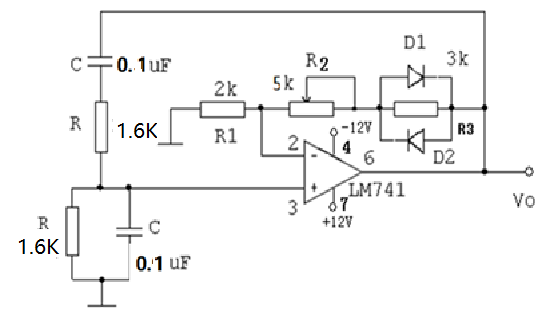 D1
C 0.1uF
R2
3k
5k
2k
R 1.6K
R1
R3
-12V
2
4
6
D2
-
+
LM741
3
7
+12V
Vo
R
1.6K
C
0.1 uF